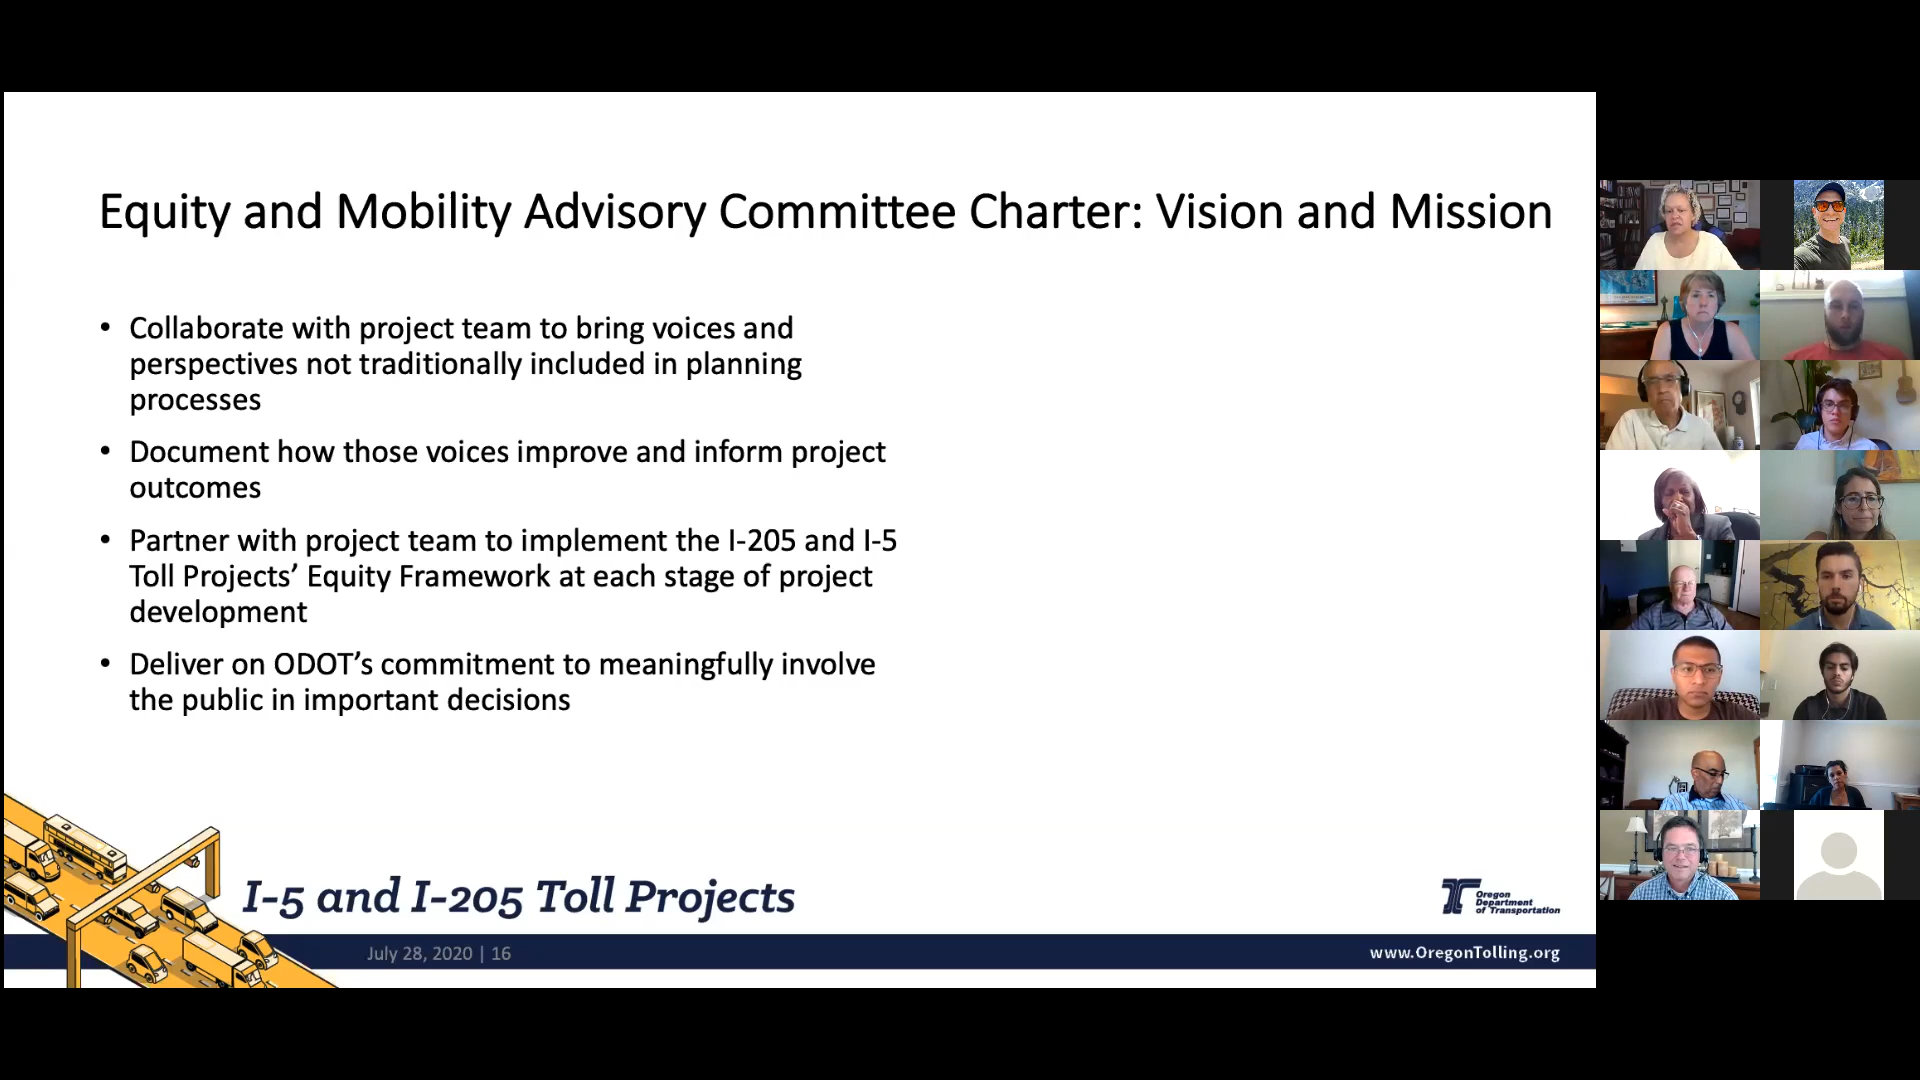 Equity and Mobility Advisory Committee Charter: Vision and Mission
• Collaborate with project team to bring voices and
perspectives not traditionally included in planning
processes
• Document how those voices improve and inform project
outcomes
• Partner with project team to implement the I-205 and I-5
Toll Projects’ Equity Framework at each stage of project
development
• Deliver on ODOT’s commitment to meaningfully involve
the public in important decisions
I-5 and I-205 Toll Projects
Oregon
Department
of Transportation
July 28, 2020 | 16
www.OregonTolling.org